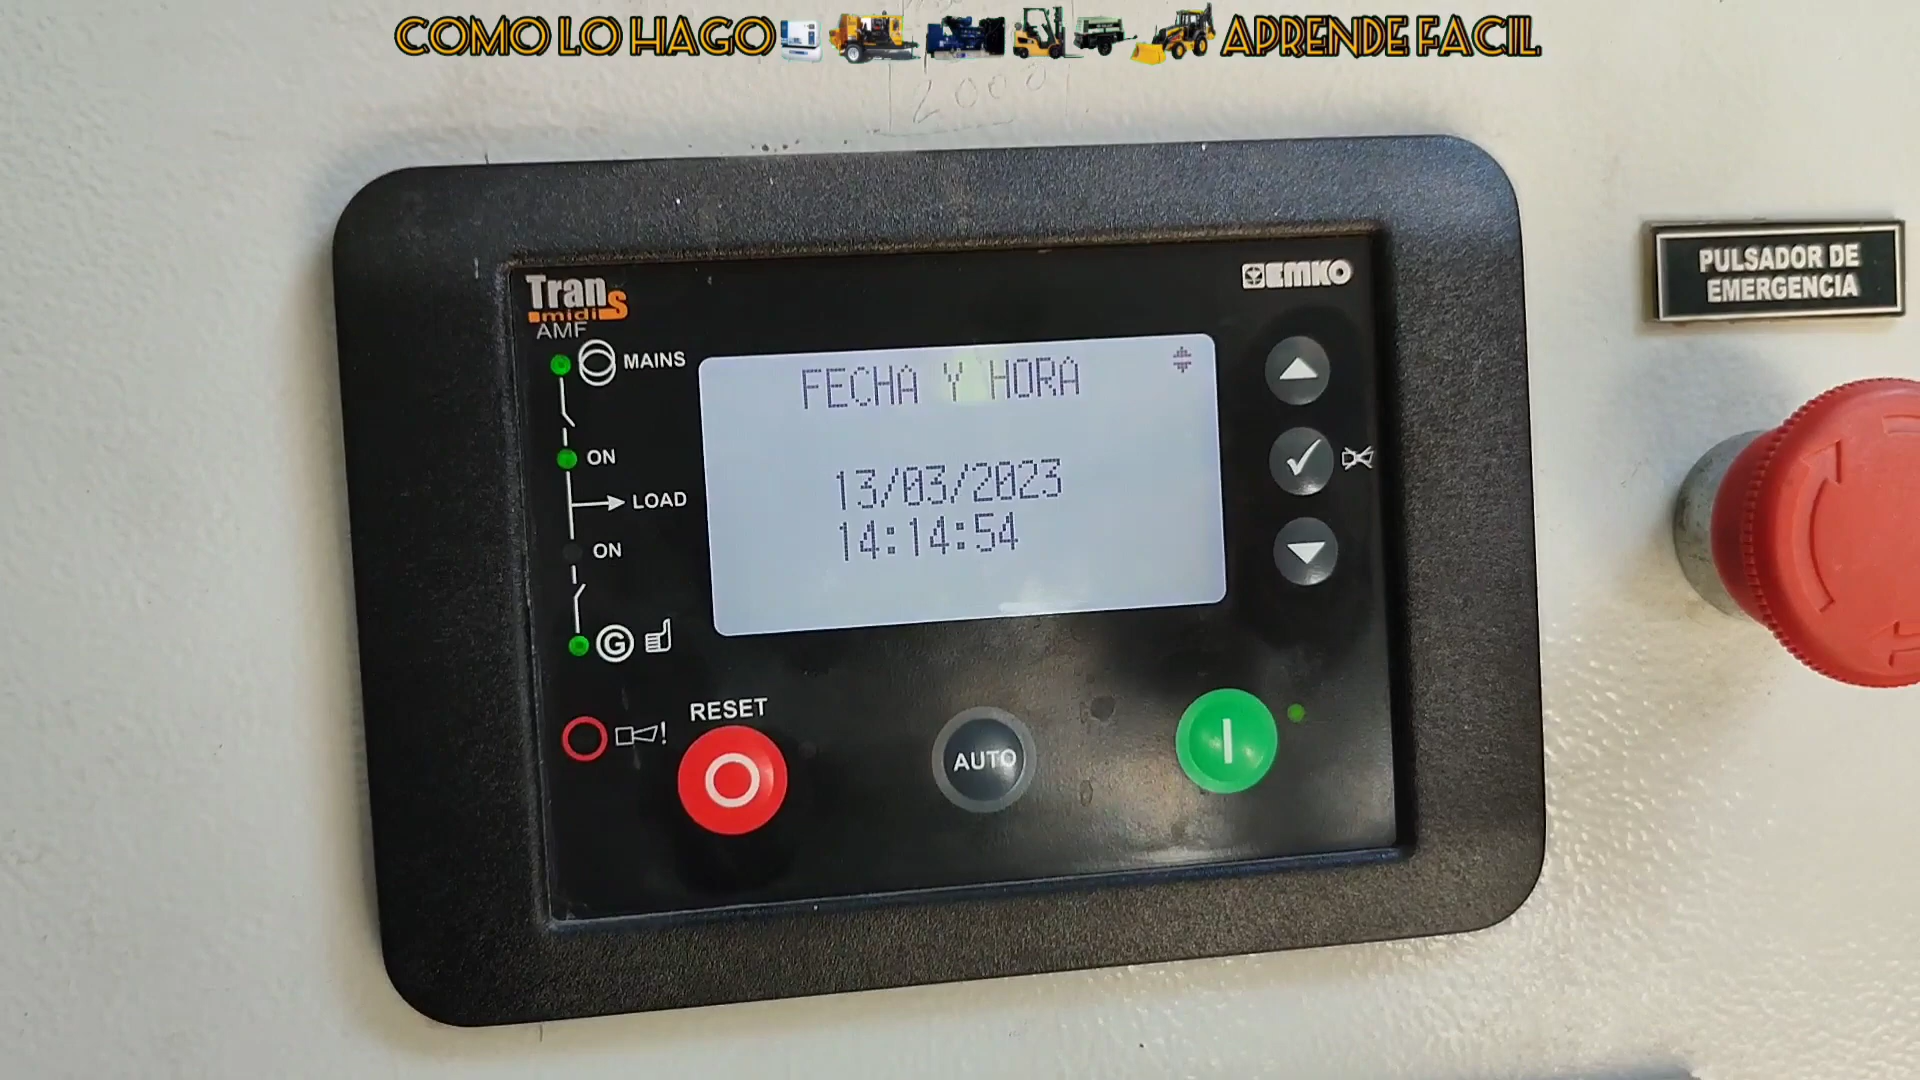 COMO LO HAGO APRENDE FACIL
2000
Trans
midi
AMF
EMKO
PULSADOR DE
EMERGENCIA
MAINS
ON
LOAD
ON
G
FECHA Y HORA
13/03/2023
14:14:54
RESET
AUTO